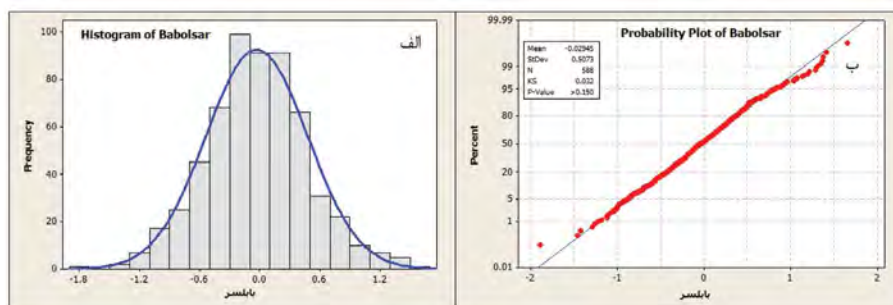 Histogram of Babolsar
الف
Frequency
100
80
60
40
20
0
-1.8
-1.2
-0.6
0.0
0.6
1.2
بابلسر
Probability Plot of Babolsar
ب
Mean -0.02945
StDev 0.5073
N 588
KS 0.032
P-Value >0.150
Percent
99.99
99
95
80
50
20
5
1
0.01
-2
-1
0
1
2
بابلسر